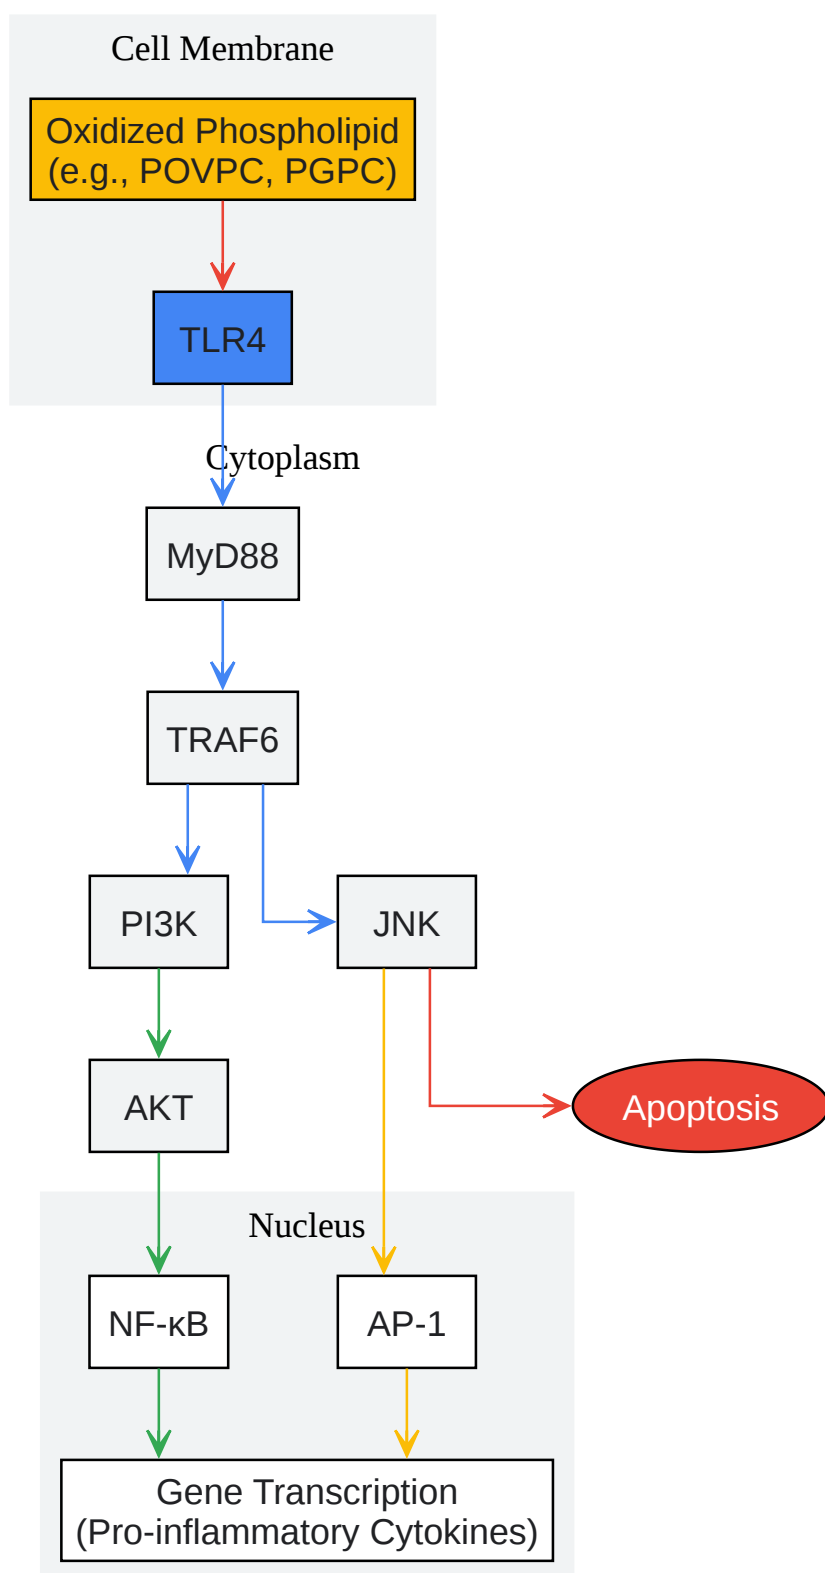 Cell Membrane
Oxidized Phospholipid
(e.g., POVPC, PGPC)
TLR4
Cytoplasm
MyD88
TRAF6
PI3K
JNK
AKT
Apoptosis
Nucleus
NF-κB
AP-1
Gene Transcription
(Pro-inflammatory Cytokines)